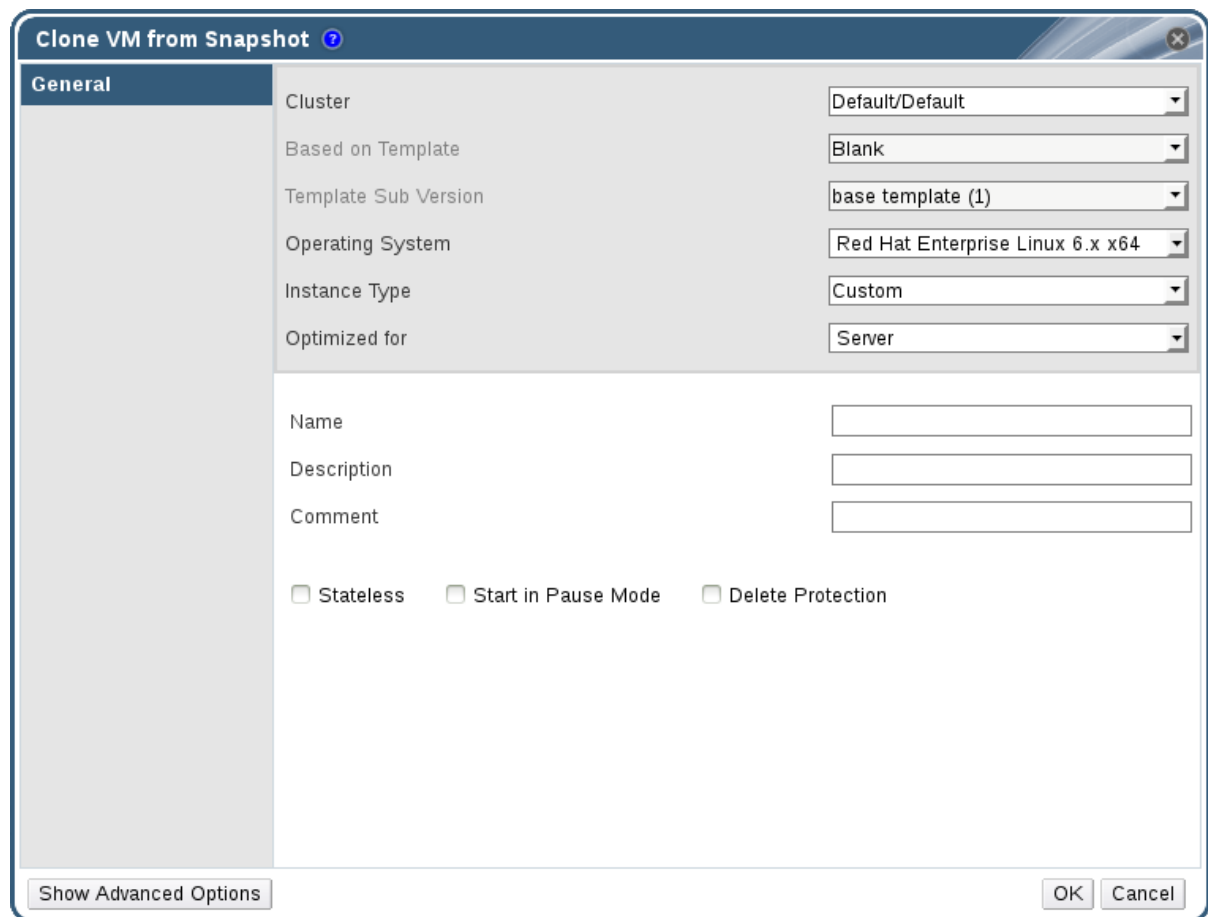 Clone VM from Snapshot ?
General
Cluster Default/Default
Based on Template Blank
Template Sub Version base template (1)
Operating System Red Hat Enterprise Linux 6.x x64
Instance Type Custom
Optimized for Server
Name
Description
Comment
Stateless Start in Pause Mode Delete Protection
Show Advanced Options OK Cancel